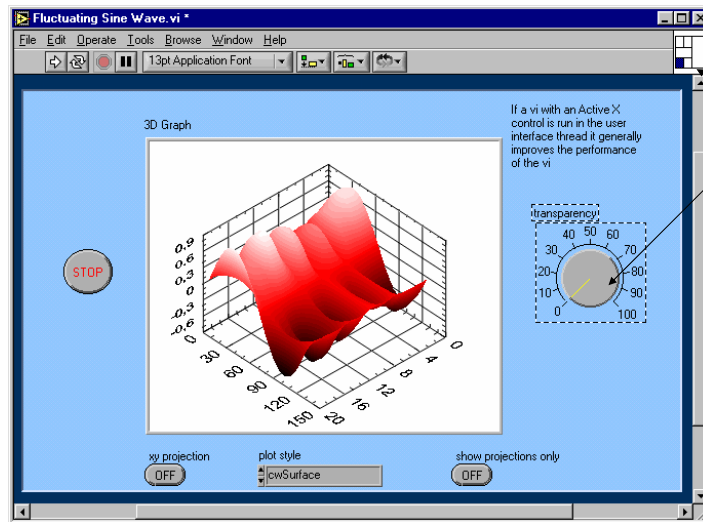 Fluctuating Sine Wave.vi *
File Edit Operate Tools Browse Window Help
13pt Application Font
If a vi with an Active X
control is run in the user
interface thread it generally
improves the performance
of the vi
3D Graph
transparency
0 10 20 30 40 50 60 70 80 90 100
STOP
0.9
0.6
0.3
0
-0.3
-0.6
0 30 60 90 120 150
20 16 12 8 4 0
xy projection
OFF
plot style
cwSurface
show projections only
OFF